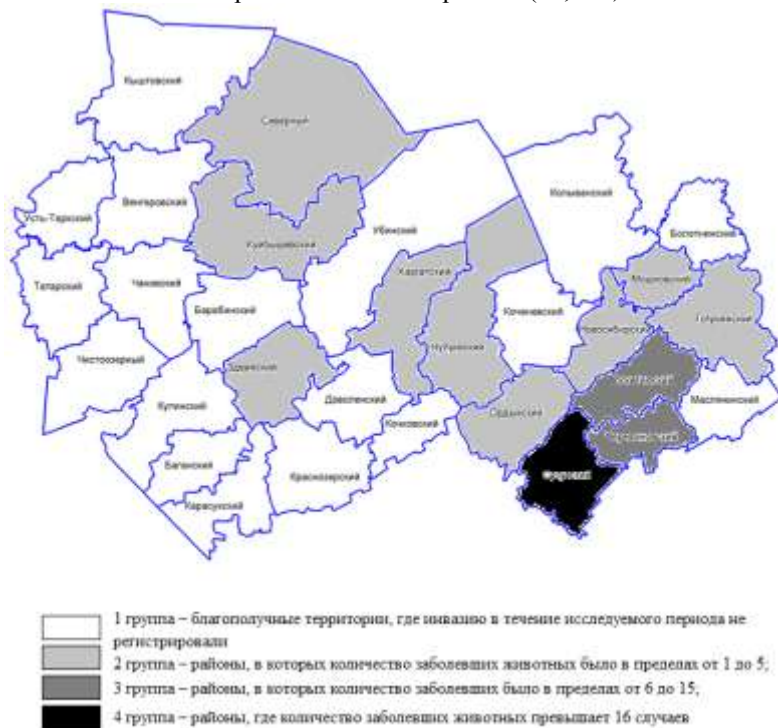 Кыштовский
Северный
Колыванский
Усть-Таркский
Венгеровский
Убинский
Болотнинский
Куйбышевский
Татарский
Чановский
Каргатский
Мошковский
Барабинский
Коченевский
Новосибирский
Тогучинский
Чистоозерный
Здвинский
Чулымский
Купинский
Доволенский
Кочковский
Ордынский
Маслянинский
Баганский
Краснозерский
Сузунский
Карасукский
1 группа – благополучные территории, где инвазию в течение исследуемого периода не
регистрировали
2 группа – районы, в которых количество заболевших животных было в пределах от 1 до 5;
3 группа – районы, в которых количество заболевших было в пределах от 6 до 15;
4 группа – районы, где количество заболевших животных превышает 16 случаев